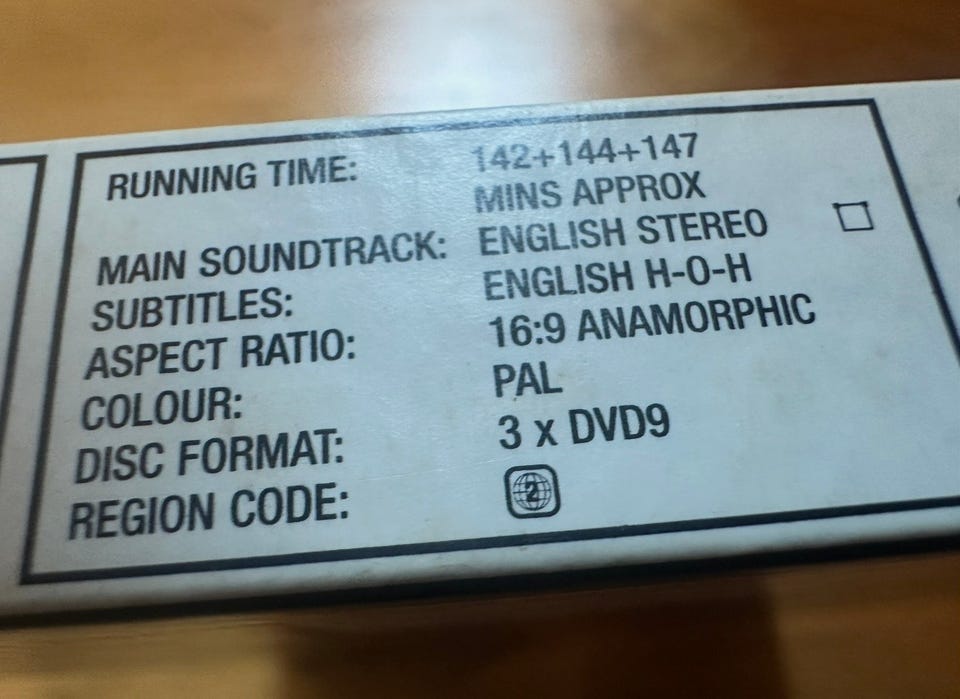 RUNNING TIME: 142+144+147
MINS APPROX
MAIN SOUNDTRACK: ENGLISH STEREO
SUBTITLES: ENGLISH H-O-H
ASPECT RATIO: 16:9 ANAMORPHIC
COLOUR: PAL
DISC FORMAT: 3 x DVD9
REGION CODE: 2